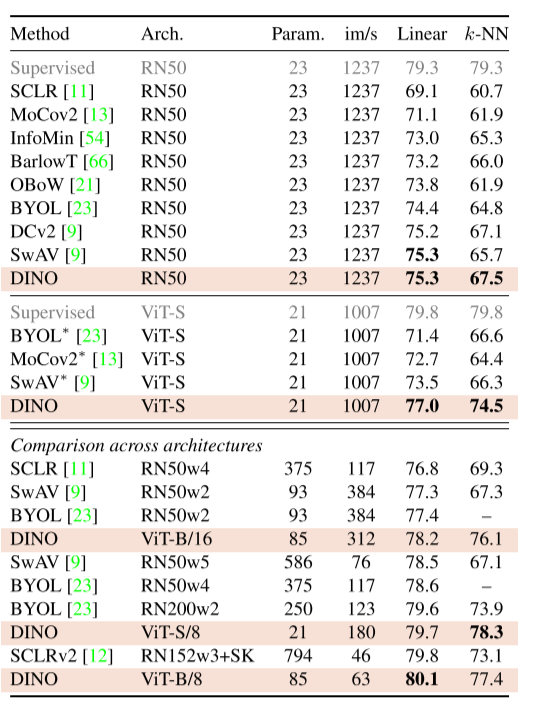 Method Arch. Param. im/s Linear k-NN
Supervised RN50 23 1237 79.3 79.3
SCLR [11] RN50 23 1237 69.1 60.7
MoCov2 [13] RN50 23 1237 71.1 61.9
InfoMin [54] RN50 23 1237 73.0 65.3
BarlowT [66] RN50 23 1237 73.2 66.0
OBoW [21] RN50 23 1237 73.8 61.9
BYOL [23] RN50 23 1237 74.4 64.8
DCv2 [9] RN50 23 1237 75.2 67.1
SwAV [9] RN50 23 1237 75.3 65.7
DINO RN50 23 1237 75.3 67.5
Supervised ViT-S 21 1007 79.8 79.8
BYOL* [23] ViT-S 21 1007 71.4 66.6
MoCov2* [13] ViT-S 21 1007 72.7 64.4
SwAV* [9] ViT-S 21 1007 73.5 66.3
DINO ViT-S 21 1007 77.0 74.5
Comparison across architectures
SCLR [11] RN50w4 375 117 76.8 69.3
SwAV [9] RN50w2 93 384 77.3 67.3
BYOL [23] RN50w2 93 384 77.4 –
DINO ViT-B/16 85 312 78.2 76.1
SwAV [9] RN50w5 586 76 78.5 67.1
BYOL [23] RN50w4 375 117 78.6 –
BYOL [23] RN200w2 250 123 79.6 73.9
DINO ViT-S/8 21 180 79.7 78.3
SCLRv2 [12] RN152w3+SK 794 46 79.8 73.1
DINO ViT-B/8 85 63 80.1 77.4